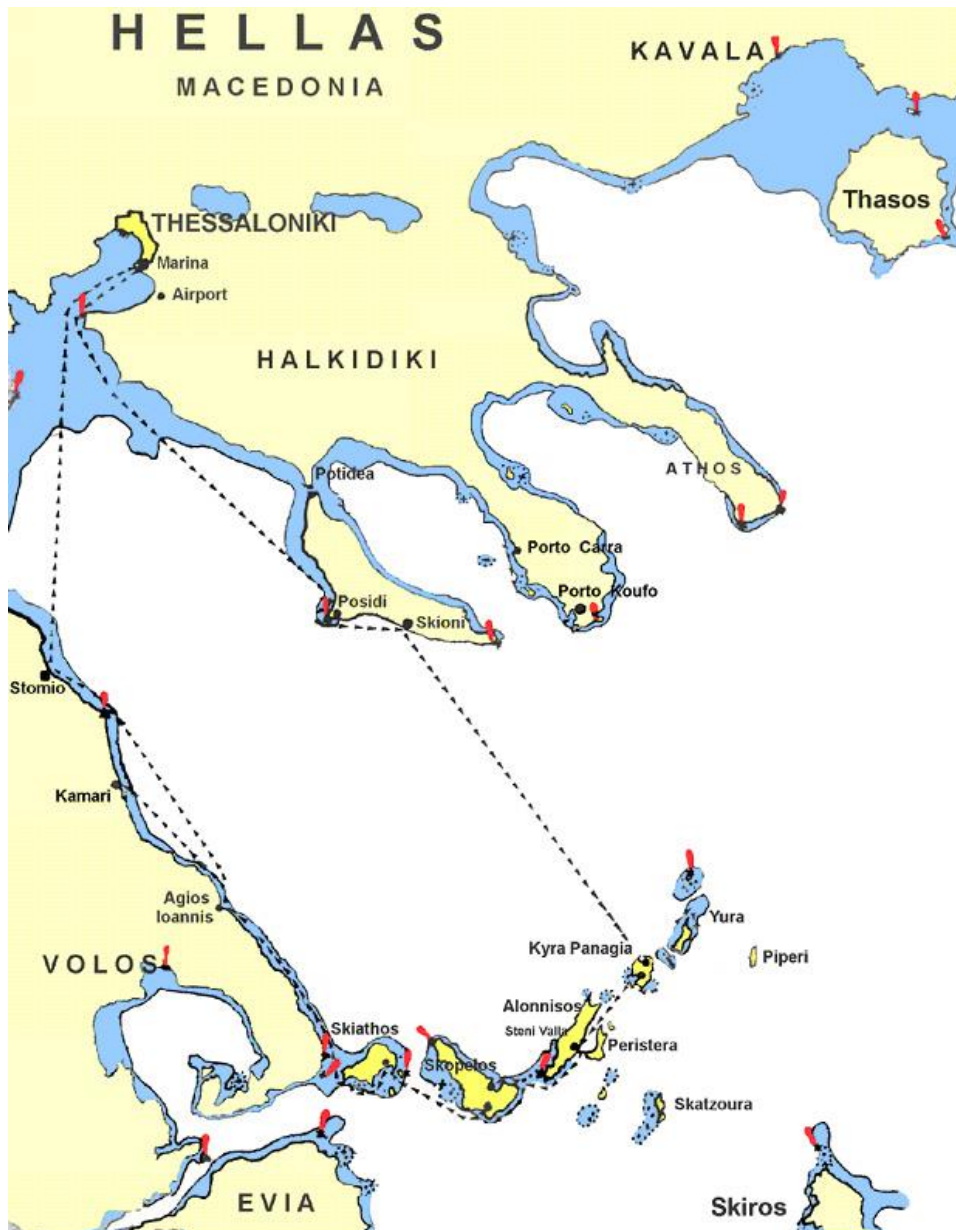 HELLAS
MACEDONIA
KAVALA
Thasos
THESSALONIKI
Marina
Airport
HALKIDIKI
ATHOS
Potidea
Porto Carra
Porto Koufo
Posidi
Skioni
Stomio
Kamari
Agios
Ioannis
VOLOS
Yura
Kyra Panagia
Piperi
Alonnisos
Steni Valla
Peristera
Skiathos
Skopelos
Skatzoura
EVIA
Skiros